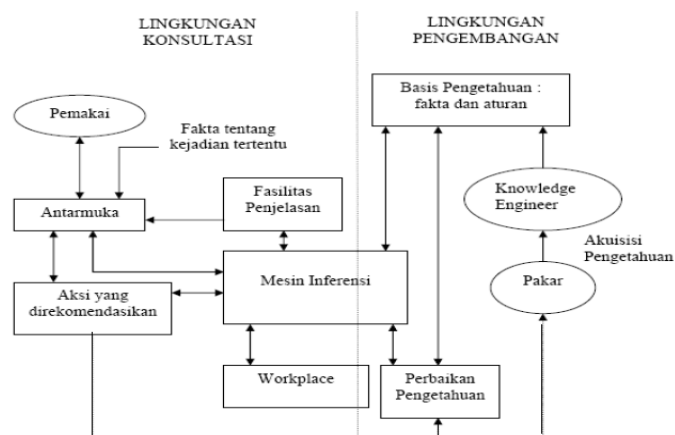 LINGKUNGAN
KONSULTASI
LINGKUNGAN
PENGEMBANGAN
Basis Pengetahuan :
fakta dan aturan
Pemakai
Fakta tentang
kejadian tertentu
Fasilitas
Penjelasan
Knowledge
Engineer
Antarmuka
Akuisisi
Pengetahuan
Mesin Inferensi
Pakar
Aksi yang
direkomendasikan
Workplace
Perbaikan
Pengetahuan